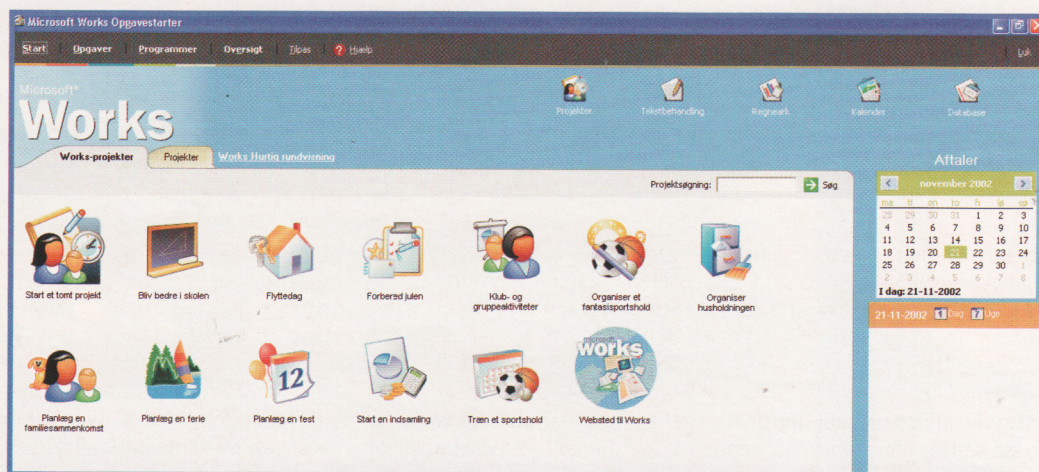 Microsoft Works Opgavestarter
Start Opgaver Programmer Oversigt Tilpas ? Hjælp Luk
Microsoft®
Works
Projekter Tekstbehandling Regneark Kalender Database
Works-projekter Projekter Works Hurtig rundvisning
Aftaler
Projektsøgning: Søg
november 2002
ma ti on to fr lø sø
28 29 30 31 1 2 3
4 5 6 7 8 9 10
11 12 13 14 15 16 17
18 19 20 21 22 23 24
25 26 27 28 29 30 1
2 3 4 5 6 7 8
I dag: 21-11-2002
21-11-2002 1 Dag 7 Uge
Start et tomt projekt
Bliv bedre i skolen
Flyttedag
Forbered julen
Klub- og
gruppeaktiviteter
Organiser et
fantasisportshold
Organiser
husholdningen
12
microsoft
works
Planlæg en
familiesammenkomst
Planlæg en ferie
Planlæg en fest
Start en indsamling
Træn et sportshold
Websted til Works